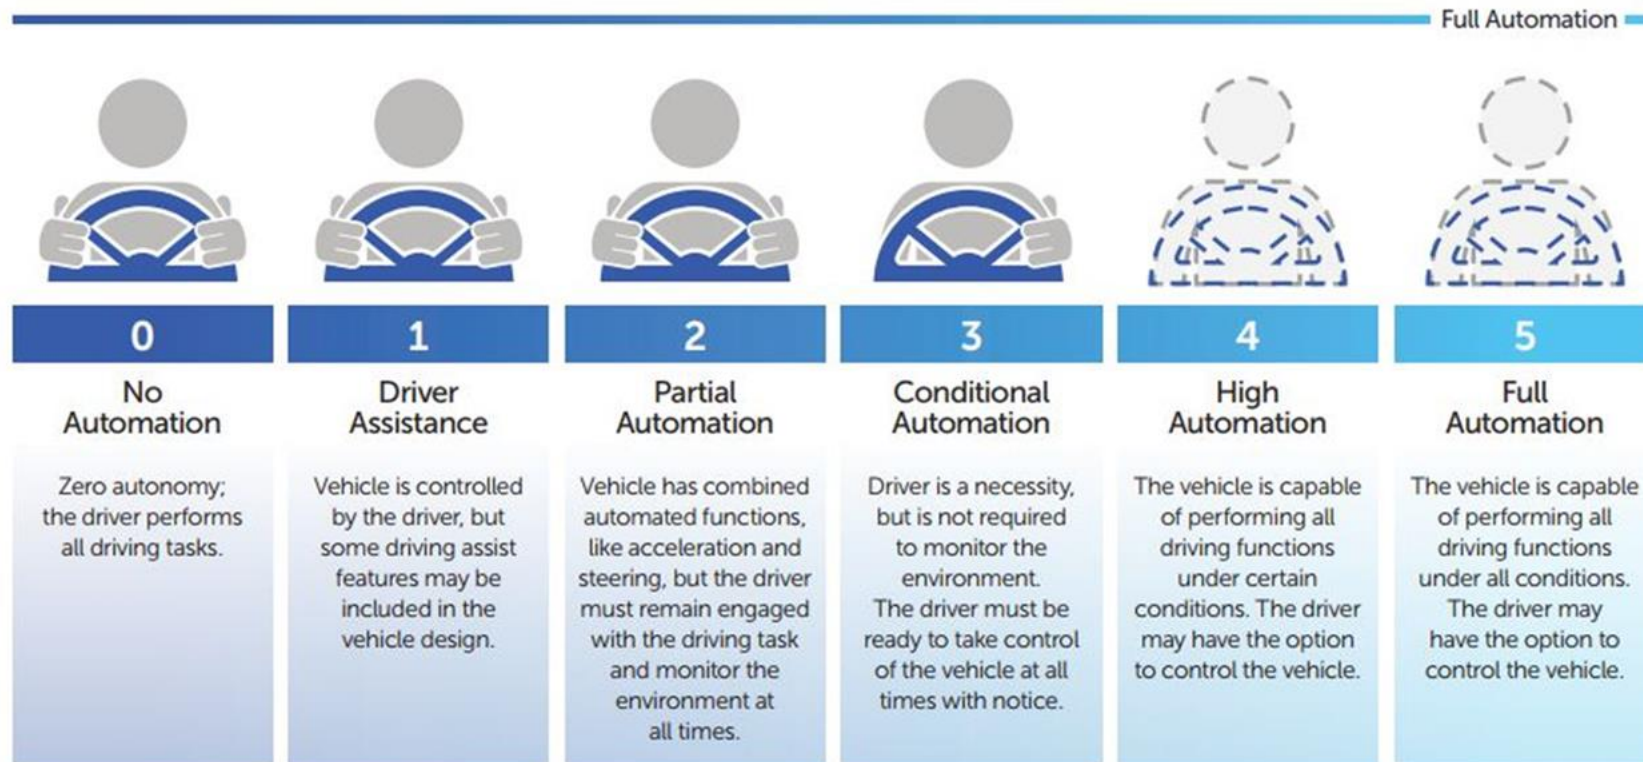 Full Automation
0
No
Automation
Zero autonomy;
the driver performs
all driving tasks.
1
Driver
Assistance
Vehicle is controlled
by the driver, but
some driving assist
features may be
included in the
vehicle design.
2
Partial
Automation
Vehicle has combined
automated functions,
like acceleration and
steering, but the driver
must remain engaged
with the driving task
and monitor the
environment at
all times.
3
Conditional
Automation
Driver is a necessity,
but is not required
to monitor the
environment.
The driver must be
ready to take control
of the vehicle at all
times with notice.
4
High
Automation
The vehicle is capable
of performing all
driving functions
under certain
conditions. The driver
may have the option
to control the vehicle.
5
Full
Automation
The vehicle is capable
of performing all
driving functions
under all conditions.
The driver may
have the option to
control the vehicle.